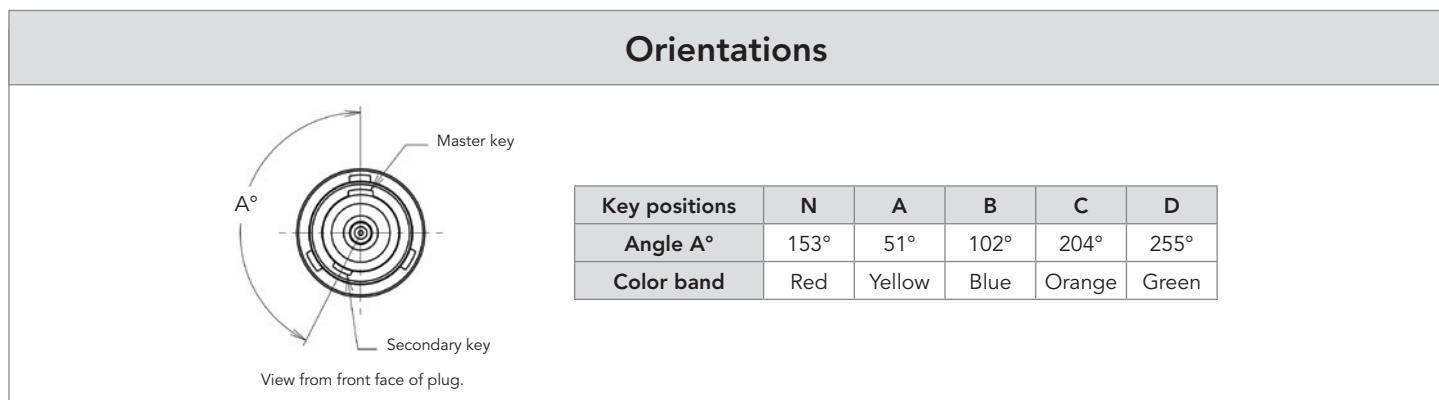 Orientations
Master key
A°
Secondary key
View from front face of plug.
Key positions N A B C D
Angle A° 153° 51° 102° 204° 255°
Color band Red Yellow Blue Orange Green